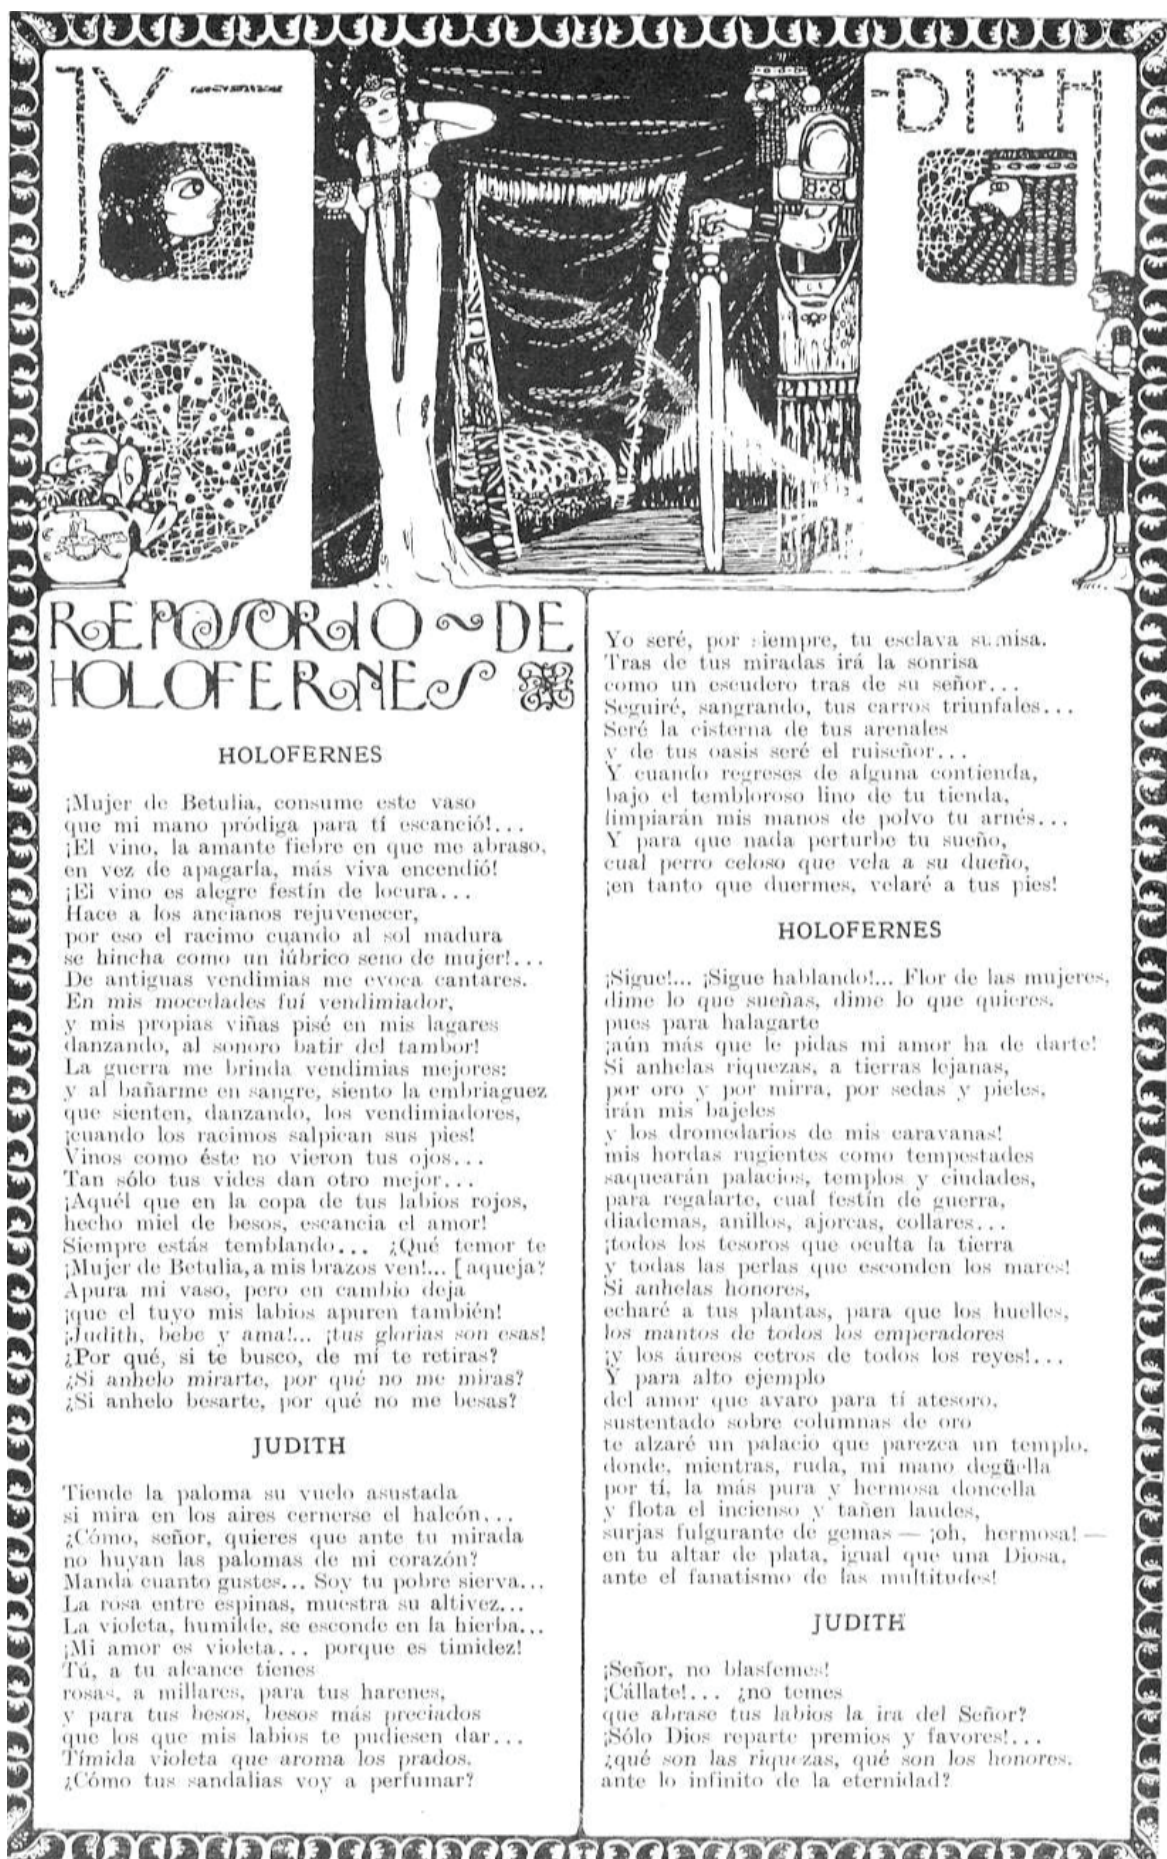 JV-
-DITH
REPOSORIO ~ DE
HOLOFERNES
HOLOFERNES
¡Mujer de Betulia, consume este vaso
que mi mano pródiga para tí escanció!...
¡El vino, la amante fiebre en que me abraso,
en vez de apagarla, más viva encendió!
¡El vino es alegre festín de locura...
Hace a los ancianos rejuvenecer,
por eso el racimo cuando al sol madura
se hincha como un lúbrico seno de mujer!...
De antiguas vendimias me evoca cantares.
En mis mocedades fuí vendimiador,
y mis propias viñas pisé en mis lagares
danzando, al sonoro batir del tambor!
La guerra me brinda vendimias mejores:
y al bañarme en sangre, siento la embriaguez
que sienten, danzando, los vendimiadores,
¡cuando los racimos salpican sus pies!
Vinos como éste no vieron tus ojos...
Tan sólo tus vides dan otro mejor...
¡Aquél que en la copa de tus labios rojos,
hecho miel de besos, escancia el amor!
Siempre estás temblando... ¿Qué temor te
¡Mujer de Betulia, a mis brazos ven!... [aqueja?
Apura mi vaso, pero en cambio deja
¡que el tuyo mis labios apuren también!
¡Judith, bebe y ama!... ¡tus glorias son esas!
¿Por qué, si te busco, de mí te retiras?
¿Si anhelo mirarte, por qué no me miras?
¿Si anhelo besarte, por qué no me besas?
JUDITH
Tiende la paloma su vuelo asustada
si mira en los aires cernerse el halcón...
¿Cómo, señor, quieres que ante tu mirada
no huyan las palomas de mi corazón?
Manda cuanto gustes... Soy tu pobre sierva...
La rosa entre espinas, muestra su altivez...
La violeta, humilde, se esconde en la hierba...
¡Mi amor es violeta... porque es timidez!
Tú, a tu alcance tienes
rosas, a millares, para tus harenes,
y para tus besos, besos más preciados
que los que mis labios te pudiesen dar...
Tímida violeta que aroma los prados.
¿Cómo tus sandalias voy a perfumar?
Yo seré, por siempre, tu esclava sumisa.
Tras de tus miradas irá la sonrisa
como un escudero tras de su señor...
Seguiré, sangrando, tus carros triunfales...
Seré la cisterna de tus arenales
y de tus oasis seré el ruiseñor...
Y cuando regreses de alguna contienda,
bajo el tembloroso lino de tu tienda,
limpiarán mis manos de polvo tu arnés...
Y para que nada perturbe tu sueño,
cual perro celoso que vela a su dueño,
¡en tanto que duermes, velaré a tus pies!
HOLOFERNES
¡Sigue!... ¡Sigue hablando!... Flor de las mujeres,
dime lo que sueñas, dime lo que quieres,
pues para halagarte
¡aún más que le pidas mi amor ha de darte!
Si anhelas riquezas, a tierras lejanas,
por oro y por mirra, por sedas y pieles,
irán mis bajeles
y los dromedarios de mis caravanas!
mis hordas rugientes como tempestades
saquearán palacios, templos y ciudades,
para regalarte, cual festín de guerra,
diademas, anillos, ajorcas, collares...
¡todos los tesoros que oculta la tierra
y todas las perlas que esconden los mares!
Si anhelas honores,
echaré a tus plantas, para que los huelles,
los mantos de todos los emperadores
¡y los áureos cetros de todos los reyes!...
Y para alto ejemplo
del amor que avaro para tí atesoro,
sustentado sobre columnas de oro
te alzaré un palacio que parezca un templo,
donde, mientras, ruda, mi mano degüella
por tí, la más pura y hermosa doncella
y flota el incienso y tañen laudes,
surjas fulgurante de gemas — ¡oh, hermosa! —
en tu altar de plata, igual que una Diosa,
ante el fanatismo de las multitudes!
JUDITH
¡Señor, no blasfemes!
¡Cállate!... ¿no temes
que abrase tus labios la ira del Señor?
¡Sólo Dios reparte premios y favores!...
¿qué son las riquezas, qué son los honores,
ante lo infinito de la eternidad?